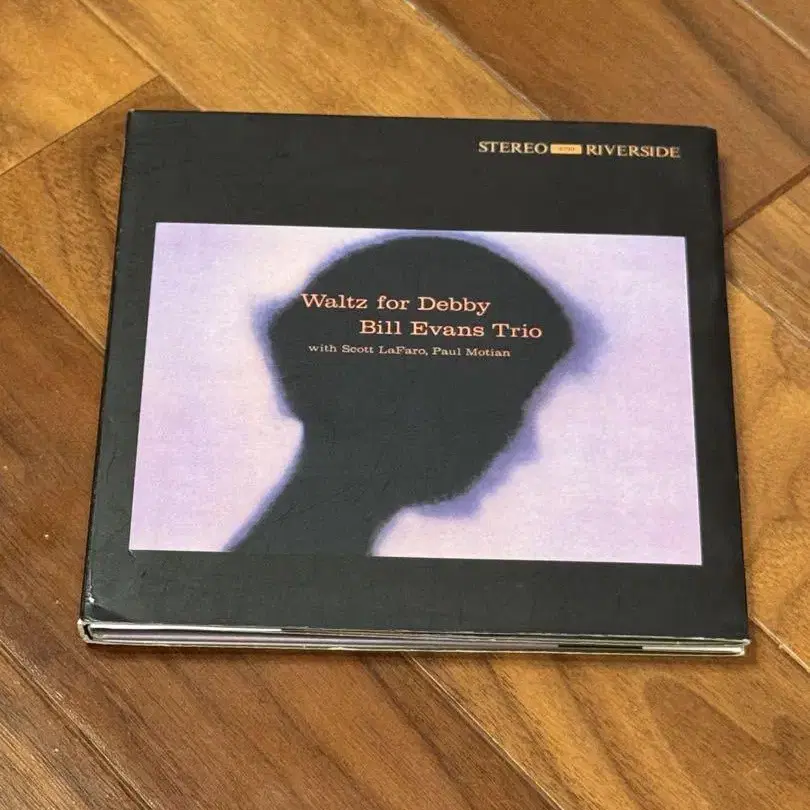 STEREO RIVERSIDE
Waltz for Debby
Bill Evans Trio
with Scott LaFaro, Paul Motian